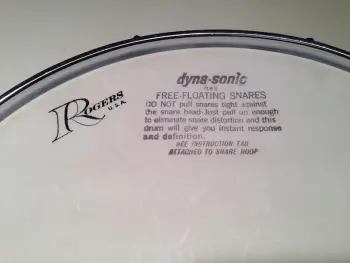 dyna-sonic
FREE-FLOATING SNARES
DO NOT pull snares tight against
the snare head-Just pull up enough
to eliminate snare distortion and this
drum will give you instant response
and definition.
SEE INSTRUCTION TAB
ATTACHED TO SNARE HOOP
ROGERS
U.S.A.